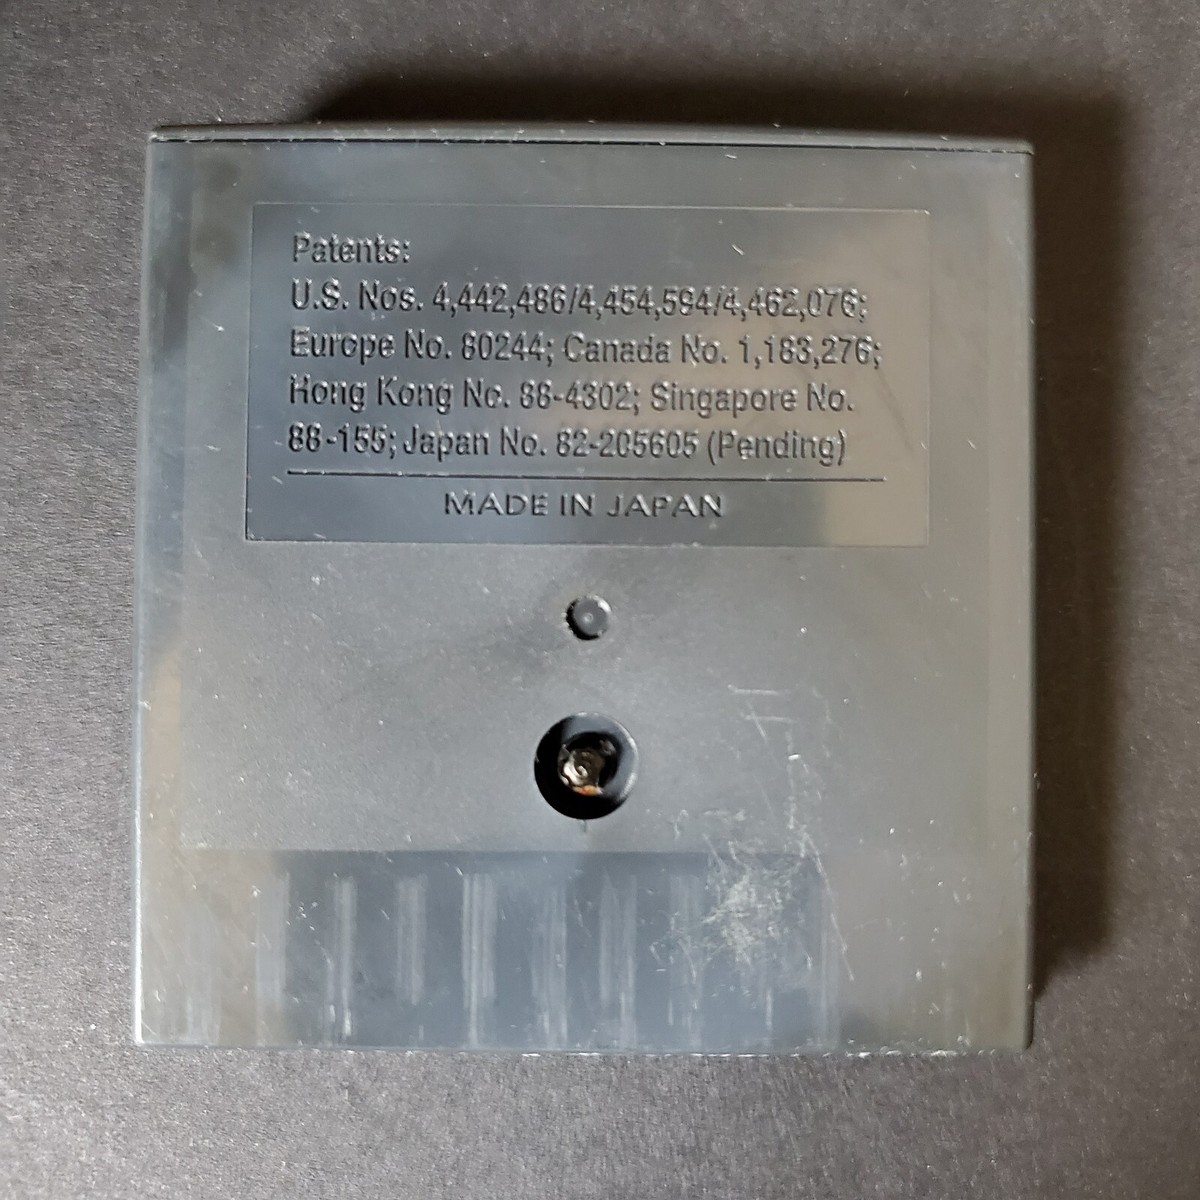 Patents:
U.S. Nos. 4,442,486/4,454,594/4,462,076;
Europe No. 80244; Canada No. 1,183,276;
Hong Kong No. 88-4302; Singapore No.
88-155; Japan No. 82-205605 (Pending)
MADE IN JAPAN